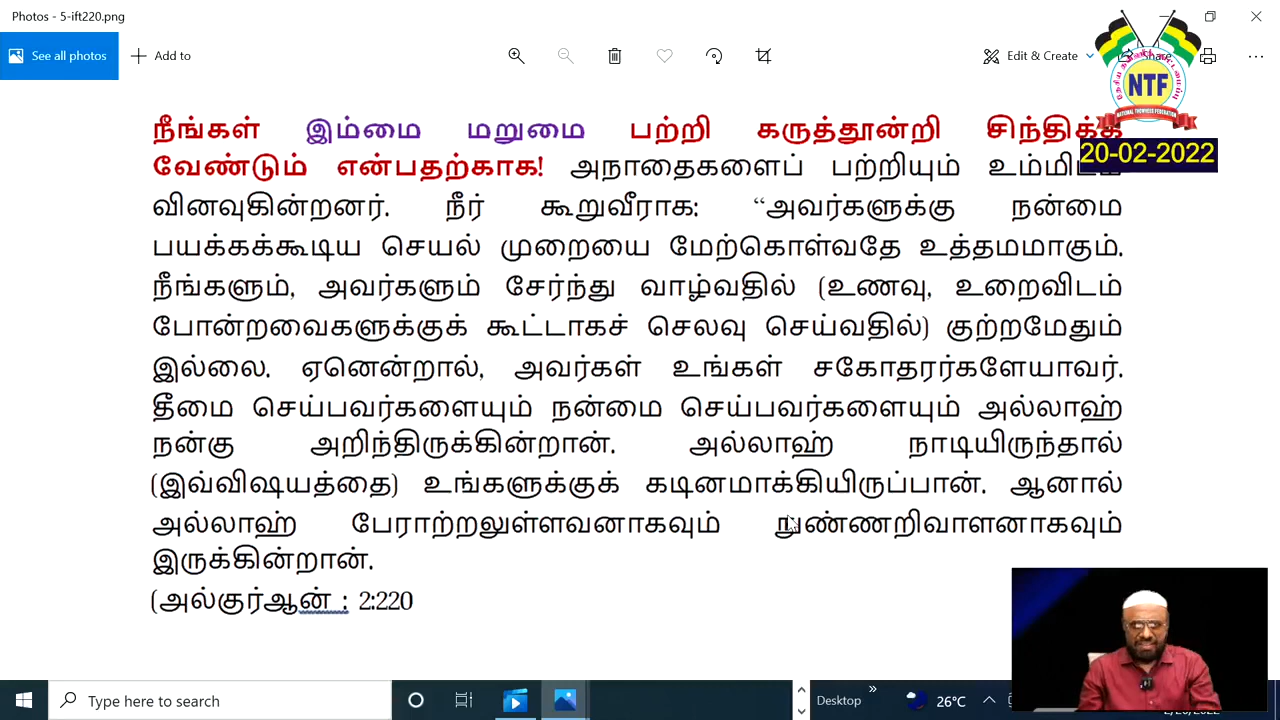 Photos - 5-ift220.png
See all photos
Add to
Edit & Create
Share
NTF
NATIONAL THOWHEED FEDERATION
20-02-2022
நீங்கள் இம்மை மறுமை பற்றி கருத்தூன்றி சிந்திக்க
வேண்டும் என்பதற்காக! அநாதைகளைப் பற்றியும் உம்மிடம்
வினவுகின்றனர். நீர் கூறுவீராக: “அவர்களுக்கு நன்மை
பயக்கக்கூடிய செயல் முறையை மேற்கொள்வதே உத்தமமாகும்.
நீங்களும், அவர்களும் சேர்ந்து வாழ்வதில் (உணவு, உறைவிடம்
போன்றவைகளுக்குக் கூட்டாகச் செலவு செய்வதில்) குற்றமேதும்
இல்லை. ஏனென்றால், அவர்கள் உங்கள் சகோதரர்களேயாவர்.
தீமை செய்பவர்களையும் நன்மை செய்பவர்களையும் அல்லாஹ்
நன்கு அறிந்திருக்கின்றான். அல்லாஹ் நாடியிருந்தால்
(இவ்விஷயத்தை) உங்களுக்குக் கடினமாக்கியிருப்பான். ஆனால்
அல்லாஹ் பேராற்றலுள்ளவனாகவும் நுண்ணறிவாளனாகவும்
இருக்கின்றான்.
(அல்குர்ஆன் : 2:220
Type here to search
Desktop
26°C